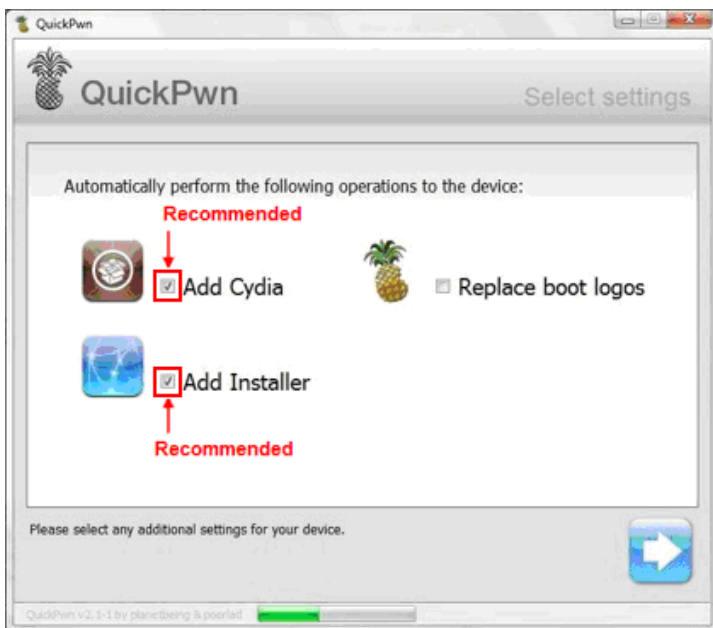 QuickPwn
QuickPwn
Select settings
Automatically perform the following operations to the device:
Recommended
Add Cydia
Replace boot logos
Add Installer
Recommended
Please select any additional settings for your device.
QuickPwn v2.1-1 by planetbeing & poorlad